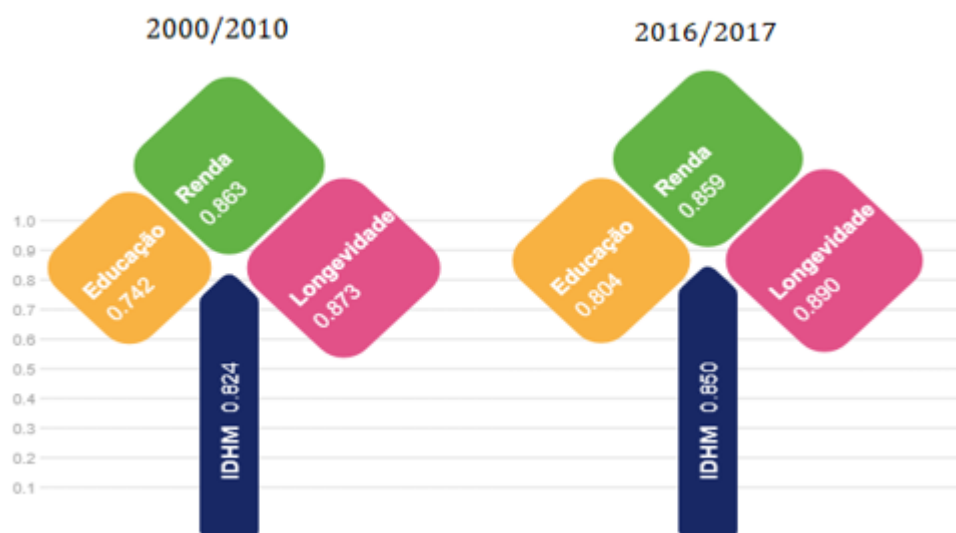 2000/2010
2016/2017
Renda
0.863
Educação
0.742
Longevidade
0.873
IDHM 0.824
Renda
0.859
Educação
0.804
Longevidade
0.890
IDHM 0.850
1.0
0.9
0.8
0.7
0.6
0.5
0.4
0.3
0.2
0.1